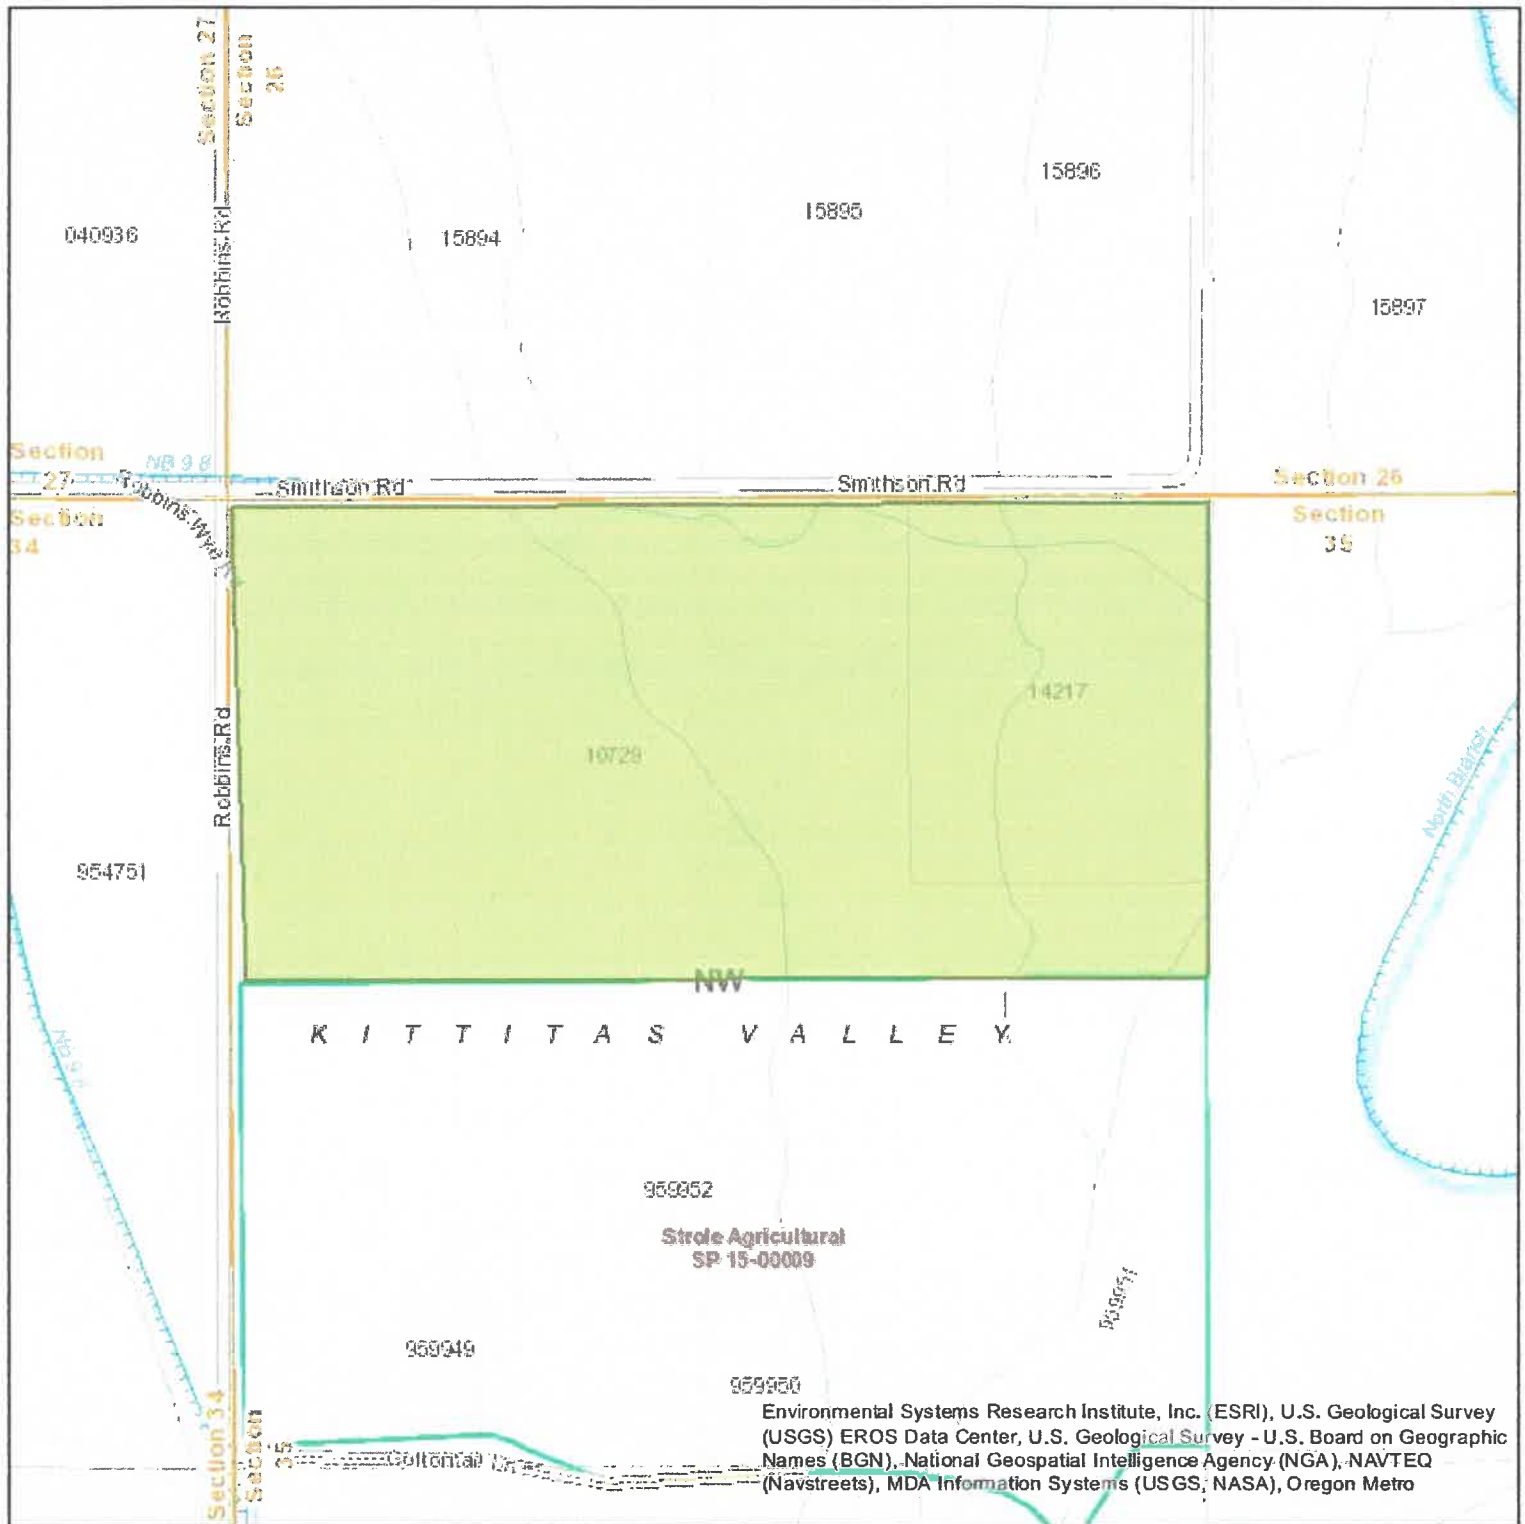 Section 27
Section
26
15896
15895
040936
Robbins Rd
15894
15897
Section
27
NB 9 8
Smithson Rd
Smithson Rd
Section 26
Section
34
Section
35
14217
Robbins Rd
10729
North Branch
954751
NW
KITTITAS VALLEY
959952
Strole Agricultural
SP 15-00009
959951
959949
959950
Environmental Systems Research Institute, Inc. (ESRI), U.S. Geological Survey
(USGS) EROS Data Center, U.S. Geological Survey - U.S. Board on Geographic
Names (BGN), National Geospatial Intelligence Agency (NGA), NAVTEQ
(Navstreets), MDA Information Systems (USGS, NASA), Oregon Metro
Section 34
Section
35